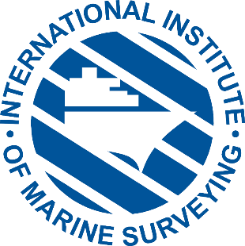 · INTERNATIONAL INSTITUTE ·
OF MARINE SURVEYING